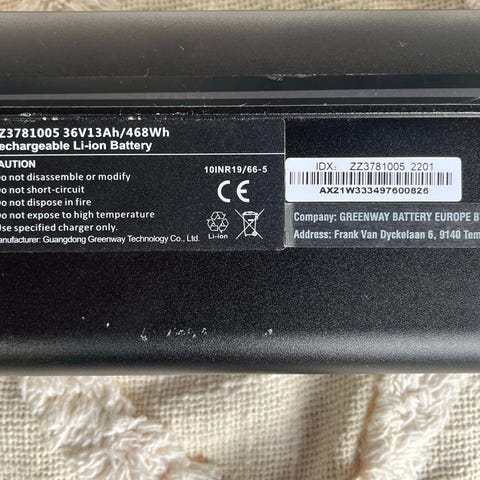 ZZ3781005 36V13Ah/468Wh
Rechargeable Li-ion Battery
CAUTION
10INR19/66-5
Do not disassemble or modify
Do not short-circuit
Do not dispose in fire
Do not expose to high temperature
Use specified charger only
Manufacturer: Guangdong Greenway Technology Co., Ltd.
CE
Li-ion
IDX: ZZ3781005 2201
AX21W333497600826
Company: GREENWAY BATTERY EUROPE
Address: Frank Van Dyckelaan 6, 9140